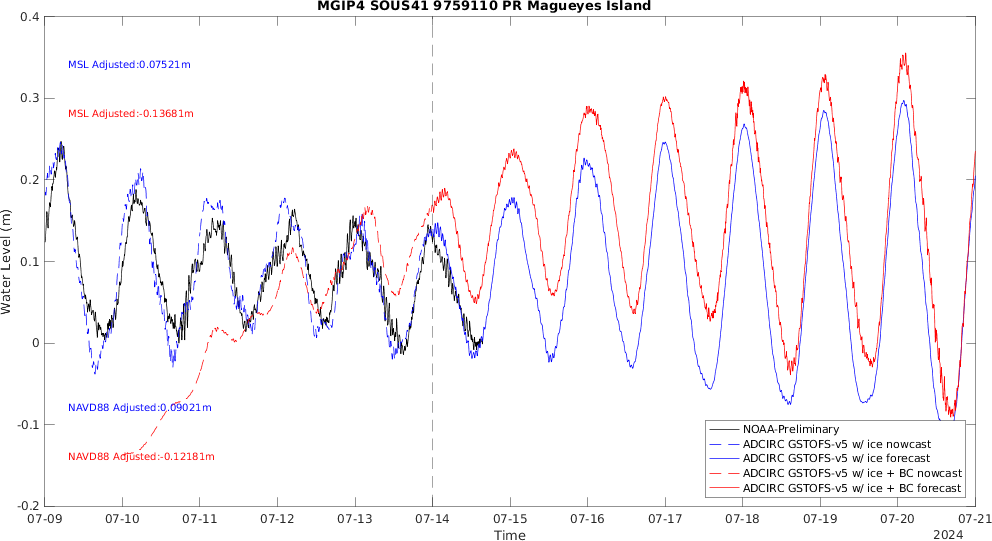 MGIP4 SOUS41 9759110 PR Magueyes Island
0.4
0.3
0.2
0.1
0
-0.1
-0.2
Water Level (m)
MSL Adjusted:0.07521m
MSL Adjusted:-0.13681m
NAVD88 Adjusted:0.09021m
NAVD88 Adjusted:-0.12181m
NOAA-Preliminary
ADCIRC GSTOFS-v5 w/ ice nowcast
ADCIRC GSTOFS-v5 w/ ice forecast
ADCIRC GSTOFS-v5 w/ ice + BC nowcast
ADCIRC GSTOFS-v5 w/ ice + BC forecast
07-09 07-10 07-11 07-12 07-13 07-14 07-15 07-16 07-17 07-18 07-19 07-20 07-21
Time
2024